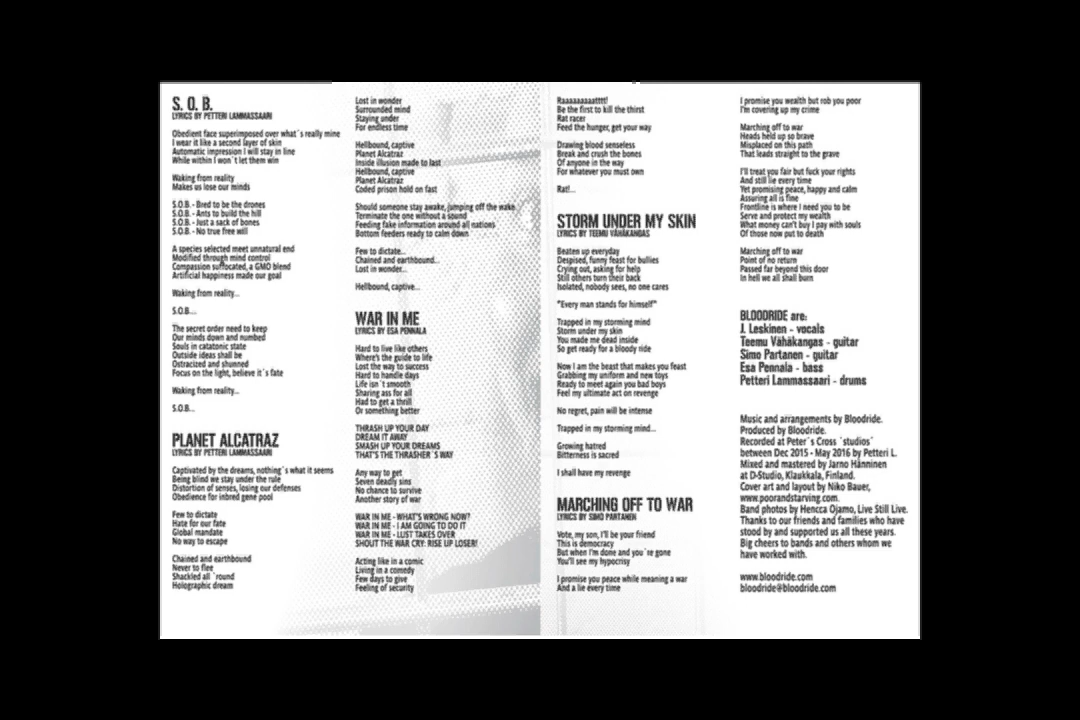 S. O. B.
LYRICS BY PETTERI LAMMASSAARI
Obedient face superimposed over what´s really mine
I wear it like a second layer of skin
Automatic impression I will stay in line
While within I won´t let them win
Waking from reality
Makes us lose our minds
S.O.B. - Bred to be the drones
S.O.B. - Ants to build the hill
S.O.B. - Just a sack of bones
S.O.B. - No true free will
A species selected meet unnatural end
Modified through mind control
Compassion suffocated, a GMO blend
Artificial happiness made our goal
Waking from reality...
S.O.B....
The secret order need to keep
Our minds down and numbed
Souls in catatonic state
Outside ideas shall be
Ostracized and shunned
Focus on the light, believe it´s fate
Waking from reality...
S.O.B...
PLANET ALCATRAZ
LYRICS BY PETTERI LAMMASSAARI
Captivated by the dreams, nothing´s what it seems
Being blind we stay under the rule
Distortion of senses, losing our defenses
Obedience for inbred gene pool
Few to dictate
Hate for our fate
Global mandate
No way to escape
Chained and earthbound
Never to flee
Shackled all ´round
Holographic dream
Lost in wonder
Surrounded mind
Staying under
For endless time
Hellbound, captive
Planet Alcatraz
Inside illusion made to last
Hellbound, captive
Planet Alcatraz
Coded prison hold on fast
Should someone stay awake, jumping off the wake
Terminate the one without a sound
Feeding fake information around all nations
Bottom feeders ready to calm down
Few to dictate...
Chained and earthbound...
Lost in wonder...
Hellbound, captive...
WAR IN ME
LYRICS BY ESA PENNALA
Hard to live like others
Where's the guide to life
Lost the way to success
Hard to handle days
Life isn´t smooth
Sharing ass for all
Had to get a thrill
Or something better
THRASH UP YOUR DAY
DREAM IT AWAY
SMASH UP YOUR DREAMS
THAT'S THE THRASHER´S WAY
Any way to get
Seven deadly sins
No chance to survive
Another story of war
WAR IN ME - WHAT'S WRONG NOW?
WAR IN ME - I AM GOING TO DO IT
WAR IN ME - LUST TAKES OVER
SHOUT THE WAR CRY: RISE UP LOSER!
Acting like in a comic
Living in a comedy
Few days to give
Feeling of security
Raaaaaaaaatttt!
Be the first to kill the thirst
Rat racer
Feed the hunger, get your way
Drawing blood senseless
Break and crush the bones
Of anyone in the way
For whatever you must own
Rat!...
STORM UNDER MY SKIN
LYRICS BY TEEMU VÄHÄKANGAS
Beaten up everyday
Despised, funny feast for bullies
Crying out, asking for help
Still others turn their back
Isolated, nobody sees, no one cares
"Every man stands for himself"
Trapped in my storming mind
Storm under my skin
You made me dead inside
So get ready for a bloody ride
Now I am the beast that makes you feast
Grabbing my uniform and new toys
Ready to meet again you bad boys
Feel my ultimate act on revenge
No regret, pain will be intense
Trapped in my storming mind...
Growing hatred
Bitterness is sacred
I shall have my revenge
MARCHING OFF TO WAR
LYRICS BY SIMO PARTANEN
Vote, my son, I'll be your friend
This is democracy
But when I'm done and you´re gone
You'll see my hypocrisy
I promise you peace while meaning a war
And a lie every time
I promise you wealth but rob you poor
I'm covering up my crime
Marching off to war
Heads held up so brave
Misplaced on this path
That leads straight to the grave
I'll treat you fair but fuck your rights
And still lie every time
Yet promising peace, happy and calm
Assuring all is fine
Frontline is where I need you to be
Serve and protect my wealth
What money can't buy I pay with souls
Of those now put to death
Marching off to war
Point of no return
Passed far beyond this door
In hell we all shall burn
BLOODRIDE are:
J. Leskinen - vocals
Teemu Vähäkangas - guitar
Simo Partanen - guitar
Esa Pennala - bass
Petteri Lammassaari - drums
Music and arrangements by Bloodride.
Produced by Bloodride.
Recorded at Peter´s Cross ´studios´
between Dec 2015 - May 2016 by Petteri L.
Mixed and mastered by Jarno Hänninen
at D-Studio, Klaukkala, Finland.
Cover art and layout by Niko Bauer,
www.poorandstarving.com.
Band photos by Hencca Ojamo, Live Still Live.
Thanks to our friends and families who have
stood by and supported us all these years.
Big cheers to bands and others whom we
have worked with.
www.bloodride.com
bloodride@bloodride.com